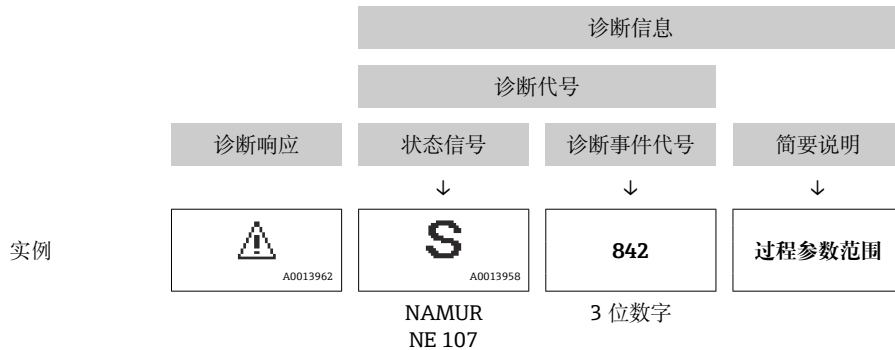 诊断信息
诊断代号
诊断响应 状态信号 诊断事件代号 简要说明
↓ ↓ ↓
实例 S 842 过程参数范围
A0013962 A0013958
NAMUR 3 位数字
NE 107